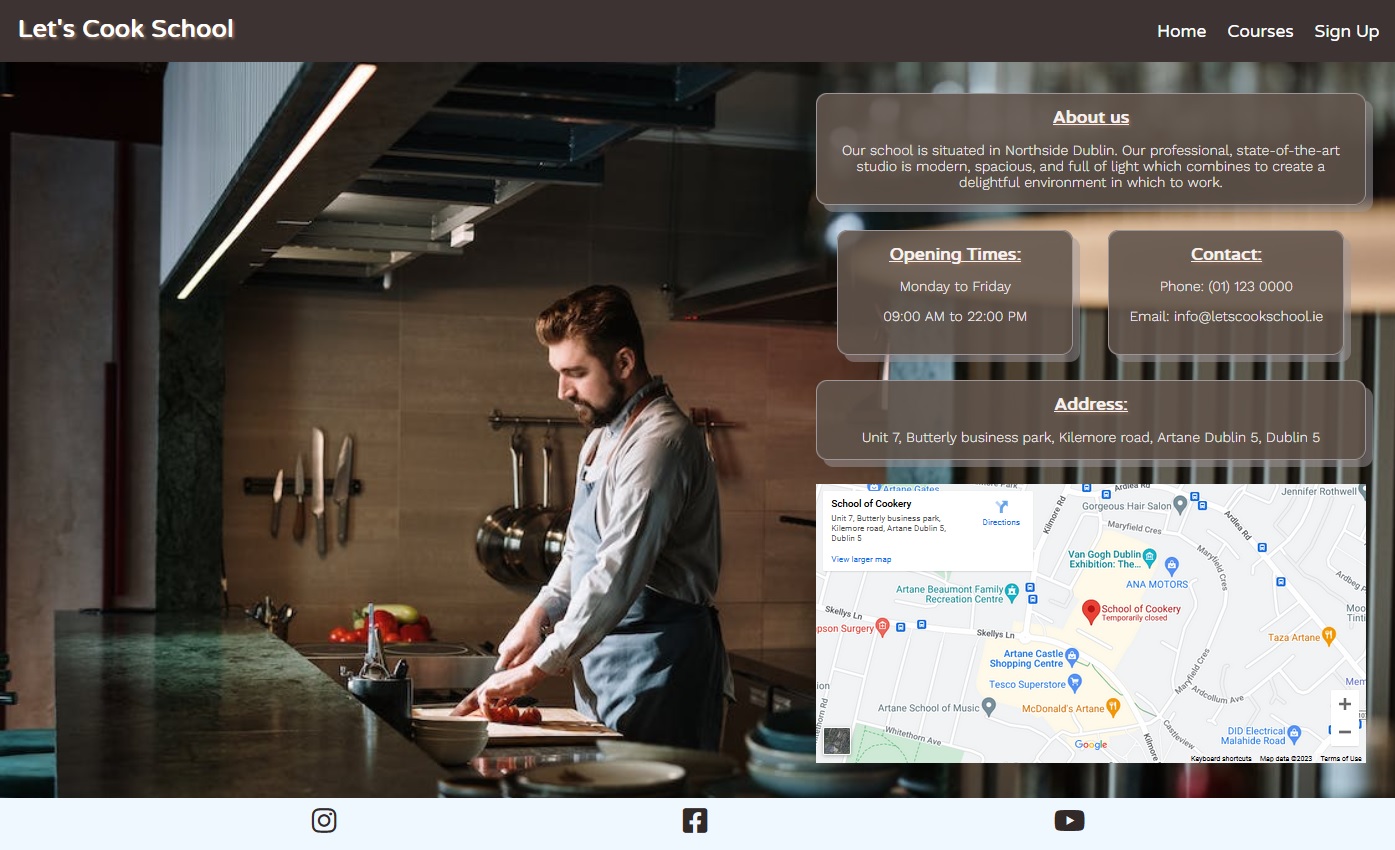 Let's Cook School
Home Courses Sign Up
About us
Our school is situated in Northside Dublin. Our professional, state-of-the-art
studio is modern, spacious, and full of light which combines to create a
delightful environment in which to work.
Opening Times:
Monday to Friday
09:00 AM to 22:00 PM
Contact:
Phone: (01) 123 0000
Email: info@letscookschool.ie
Address:
Unit 7, Butterly business park, Kilemore road, Artane Dublin 5, Dublin 5
School of Cookery
Unit 7, Butterly business park,
Kilemore road, Artane Dublin 5,
Dublin 5
Directions
View larger map
Artane Gates
Ardlea Rd
Jennifer Rothwell
Gorgeous Hair Salon
Kilmore Rd
Maryfield Cres
Ardlea Rd
Van Gogh Dublin
Exhibition: The...
Maryfield Cres
ANA MOTORS
Artane Beaumont Family
Recreation Centre
School of Cookery
Temporarily closed
Skellys Ln
pson Surgery
Skellys Ln
Taza Artane
Artane Castle
Shopping Centre
Tesco Superstore
Maryfield Cres
Ardcollum Ave
Artane School of Music
McDonald's Artane
Whitethorn Ave
Castleview
DID Electrical
Malahide Road
Kilmore
Google
+
−
Keyboard shortcuts Map data ©2023 Terms of Use